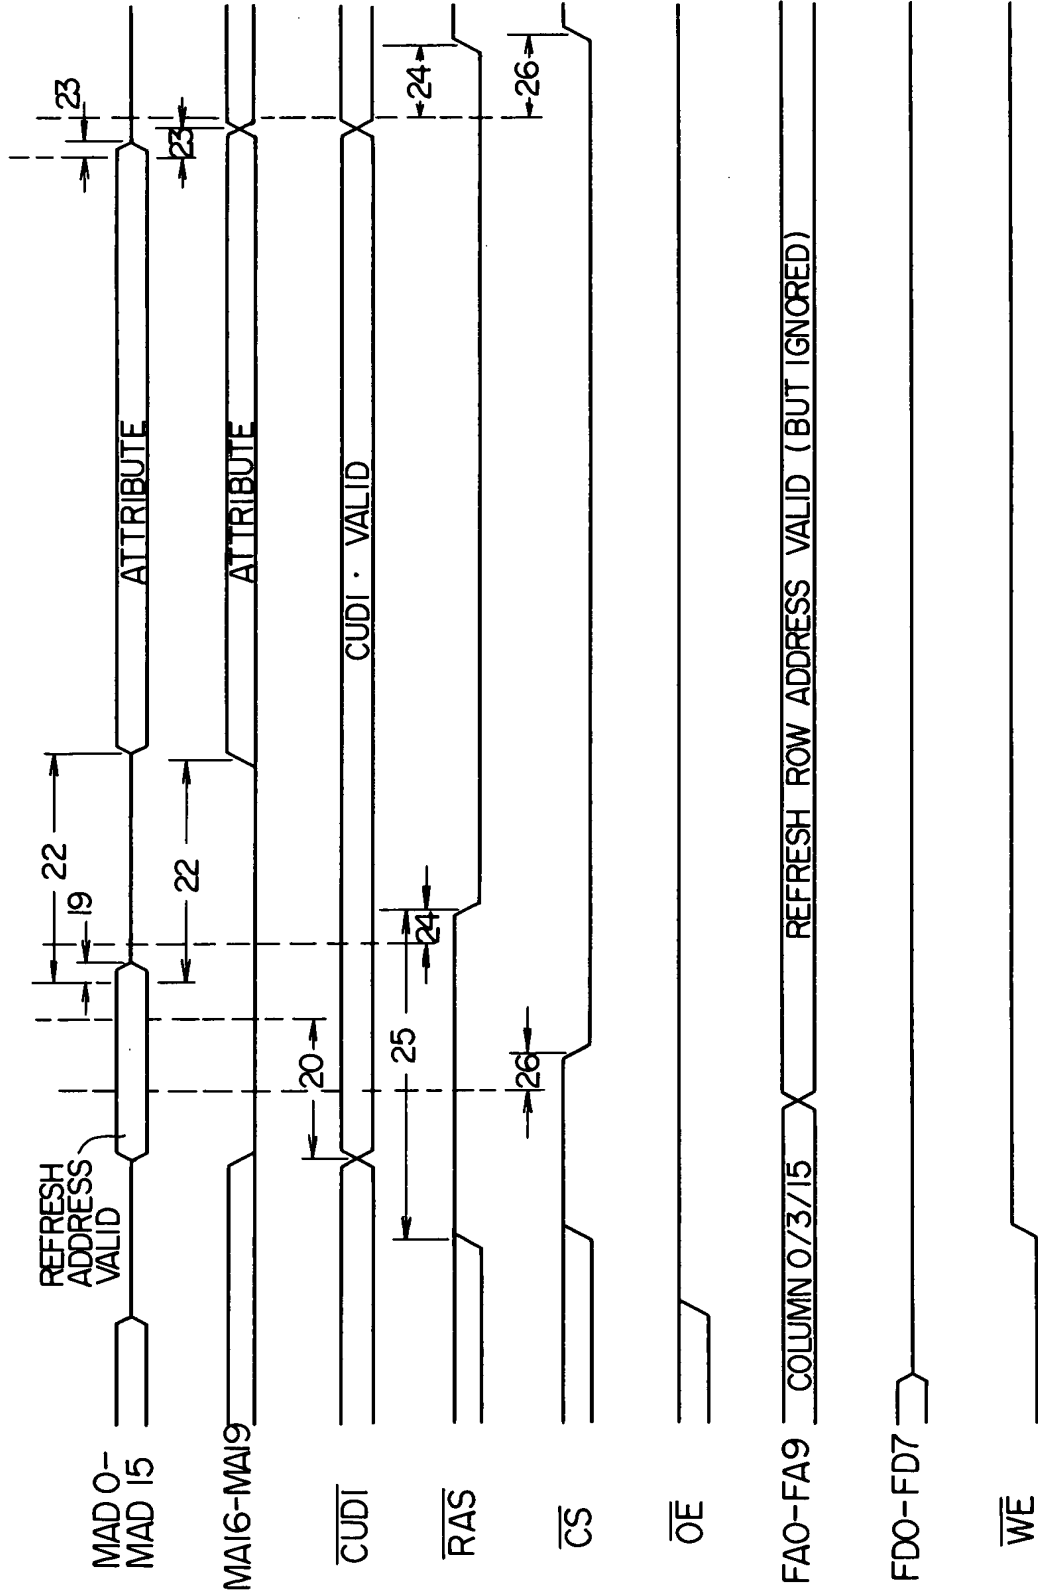 MAD 0–
MAD 15
REFRESH
ADDRESS
VALID
19
22
ATTRIBUTE
23
MA16–MA19
22
ATTRIBUTE
23
CUDI
20
CUDI · VALID
RAS
25
24
24
CS
26
26
OE
FA0–FA9
COLUMN 0/3/15
REFRESH ROW ADDRESS VALID (BUT IGNORED)
FD0–FD7
WE